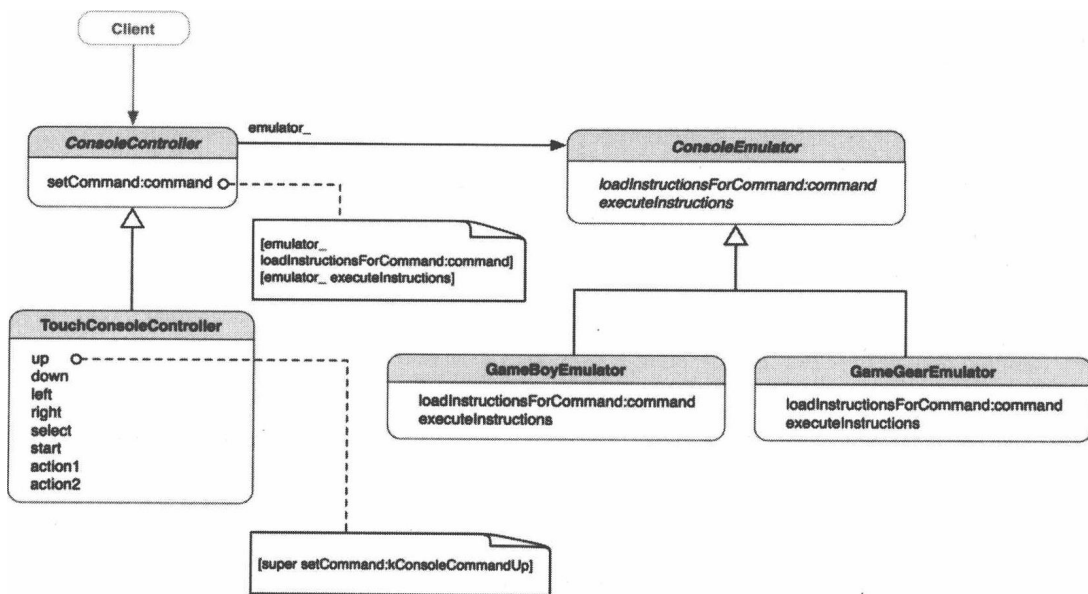 Client
ConsoleController
emulator_
ConsoleEmulator
setCommand:command
loadInstructionsForCommand:command
executeInstructions
[emulator_
loadInstructionsForCommand:command]
[emulator_ executeInstructions]
TouchConsoleController
up
down
left
right
select
start
action1
action2
GameBoyEmulator
loadInstructionsForCommand:command
executeInstructions
GameGearEmulator
loadInstructionsForCommand:command
executeInstructions
[super setCommand:kConsoleCommandUp]